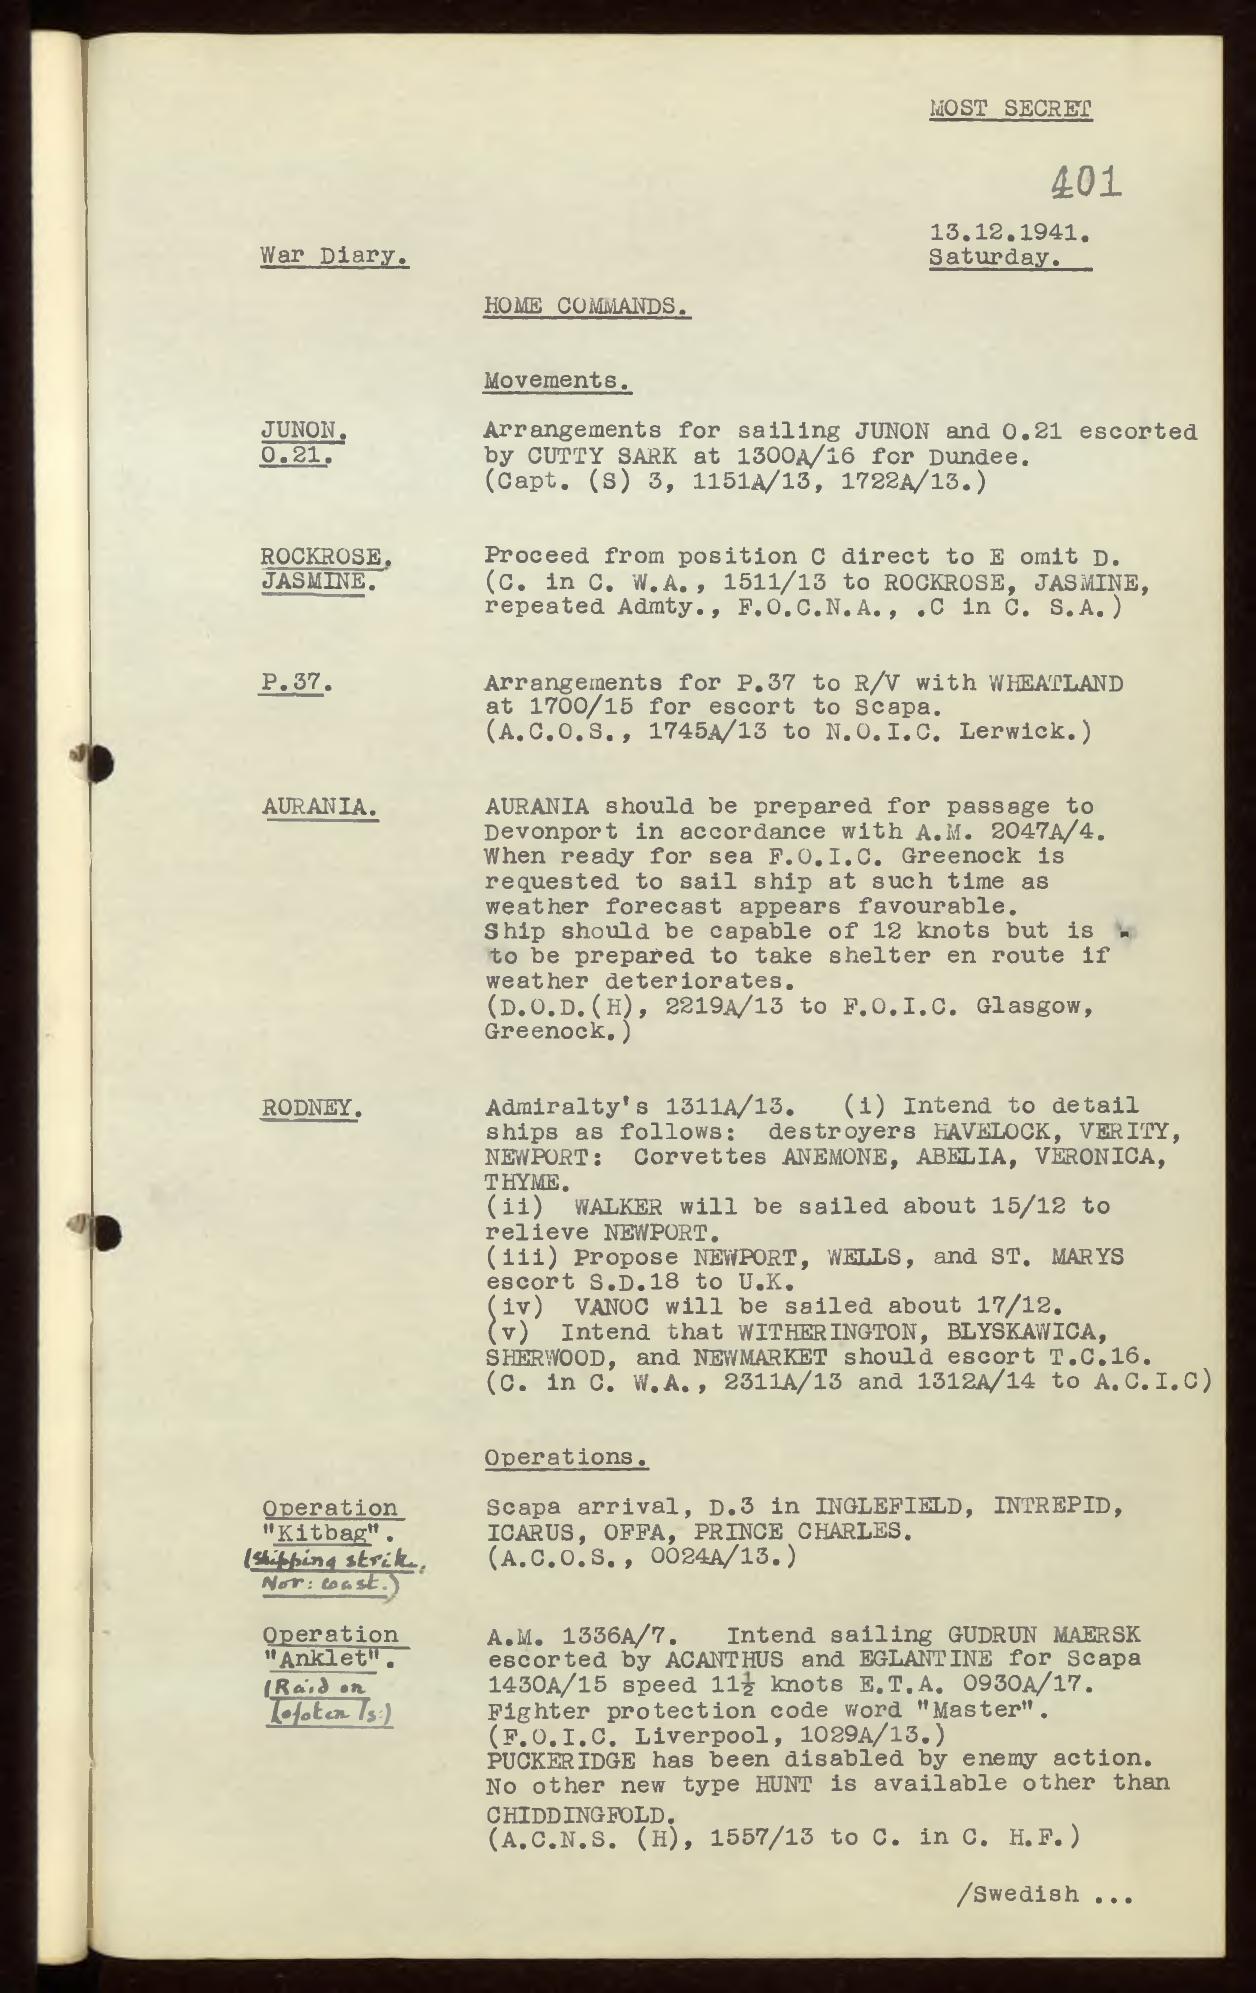 MOST SECRET
401
13.12.1941.
War Diary.
Saturday.
HOME COMMANDS.
Movements.
JUNON.
O.21.
Arrangements for sailing JUNON and O.21 escorted
by CUTTY SARK at 1300A/16 for Dundee.
(Capt. (S) 3, 1151A/13, 1722A/13.)
ROCKROSE.
JASMINE.
Proceed from position C direct to E omit D.
(C. in C. W.A., 1511/13 to ROCKROSE, JASMINE,
repeated Admty., F.O.C.N.A., .C in C. S.A.)
P.37.
Arrangements for P.37 to R/V with WHEATLAND
at 1700/15 for escort to Scapa.
(A.C.O.S., 1745A/13 to N.O.I.C. Lerwick.)
AURANIA.
AURANIA should be prepared for passage to
Devonport in accordance with A.M. 2047A/4.
When ready for sea F.O.I.C. Greenock is
requested to sail ship at such time as
weather forecast appears favourable.
Ship should be capable of 12 knots but is
to be prepared to take shelter en route if
weather deteriorates.
(D.O.D.(H), 2219A/13 to F.O.I.C. Glasgow,
Greenock.)
RODNEY.
Admiralty's 1311A/13. (i) Intend to detail
ships as follows: destroyers HAVELOCK, VERITY,
NEWPORT: Corvettes ANEMONE, ABELIA, VERONICA,
THYME.
(ii) WALKER will be sailed about 15/12 to
relieve NEWPORT.
(iii) Propose NEWPORT, WELLS, and ST. MARYS
escort S.D.18 to U.K.
(iv) VANOC will be sailed about 17/12.
(v) Intend that WITHERINGTON, BLYSKAWICA,
SHERWOOD, and NEWMARKET should escort T.C.16.
(C. in C. W.A., 2311A/13 and 1312A/14 to A.C.I.C)
Operations.
Operation
"Kitbag".
(Shipping strike.
Nor: coast.)
Scapa arrival, D.3 in INGLEFIELD, INTREPID,
ICARUS, OFFA, PRINCE CHARLES.
(A.C.O.S., 0024A/13.)
Operation
"Anklet".
(Raid on
Lofoten Is:)
A.M. 1336A/7. Intend sailing GUDRUN MAERSK
escorted by ACANTHUS and EGLANTINE for Scapa
1430A/15 speed 11½ knots E.T.A. 0930A/17.
Fighter protection code word "Master".
(F.O.I.C. Liverpool, 1029A/13.)
PUCKERIDGE has been disabled by enemy action.
No other new type HUNT is available other than
CHIDDINGFOLD.
(A.C.N.S. (H), 1557/13 to C. in C. H.F.)
/Swedish ...